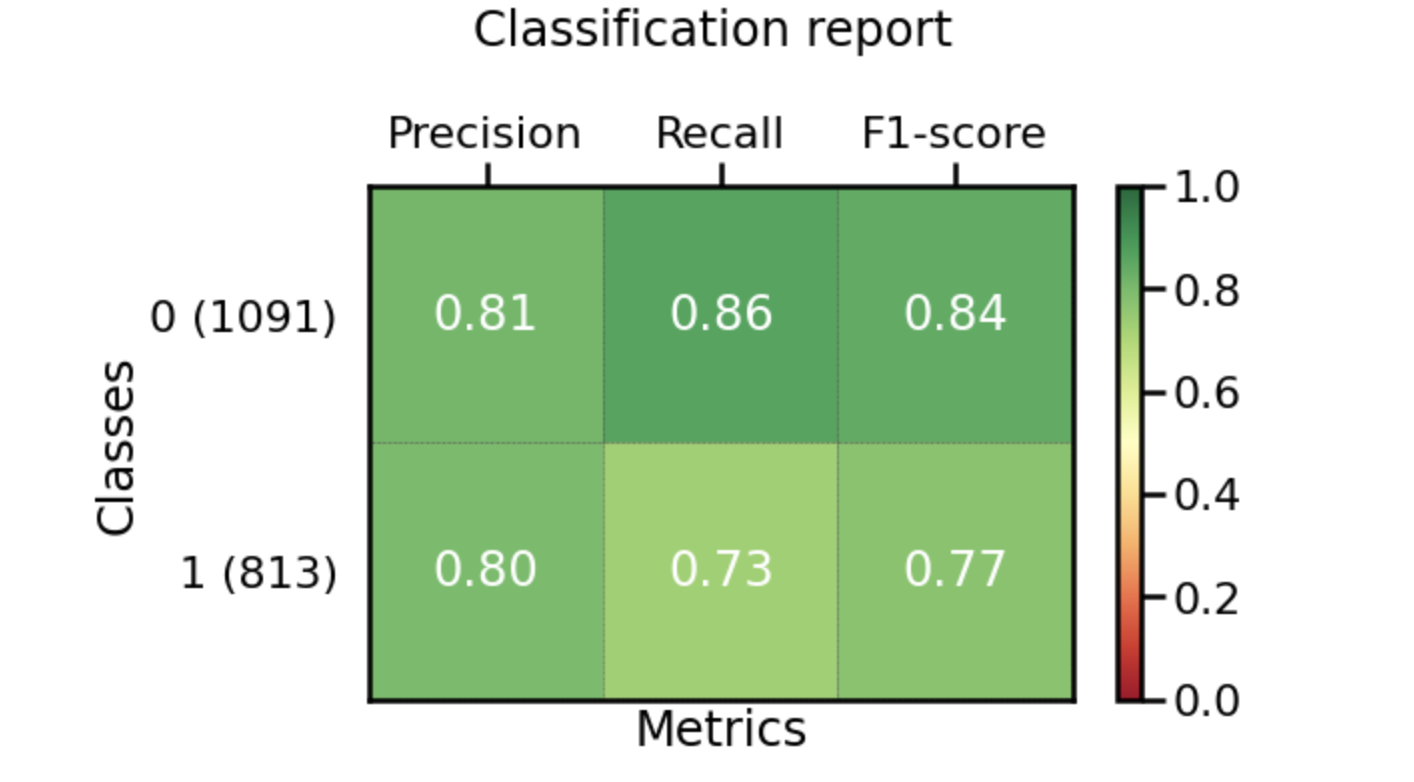 Classification report
Precision Recall F1-score
1.0
0 (1091) 0.81 0.86 0.84
0.8
0.6
Classes
0.4
1 (813) 0.80 0.73 0.77
0.2
0.0
Metrics